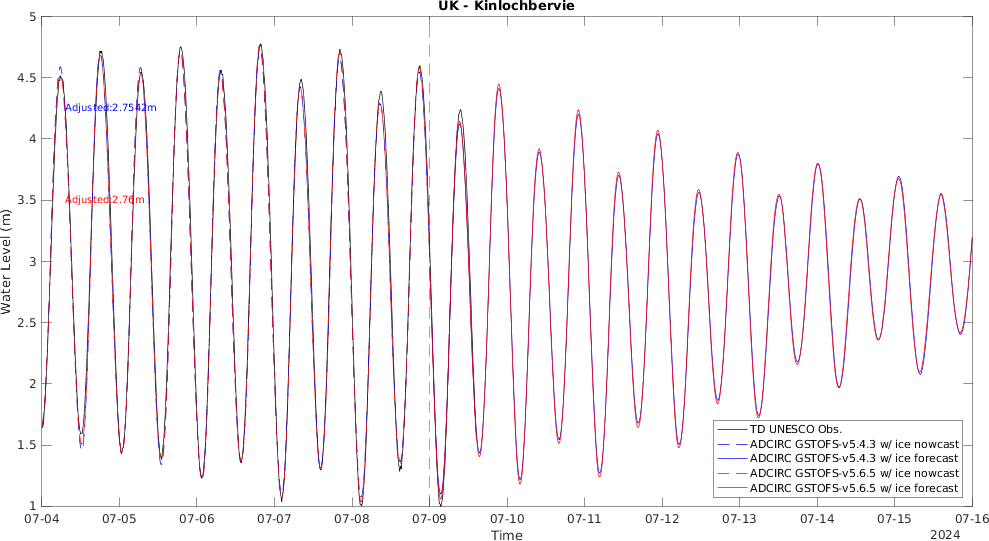 UK - Kinlochbervie
5
4.5
4
3.5
3
2.5
2
1.5
1
Water Level (m)
Adjusted:2.7542m
Adjusted:2.76m
TD UNESCO Obs.
ADCIRC GSTOFS-v5.4.3 w/ ice nowcast
ADCIRC GSTOFS-v5.4.3 w/ ice forecast
ADCIRC GSTOFS-v5.6.5 w/ ice nowcast
ADCIRC GSTOFS-v5.6.5 w/ ice forecast
07-04 07-05 07-06 07-07 07-08 07-09 07-10 07-11 07-12 07-13 07-14 07-15 07-16
Time
2024